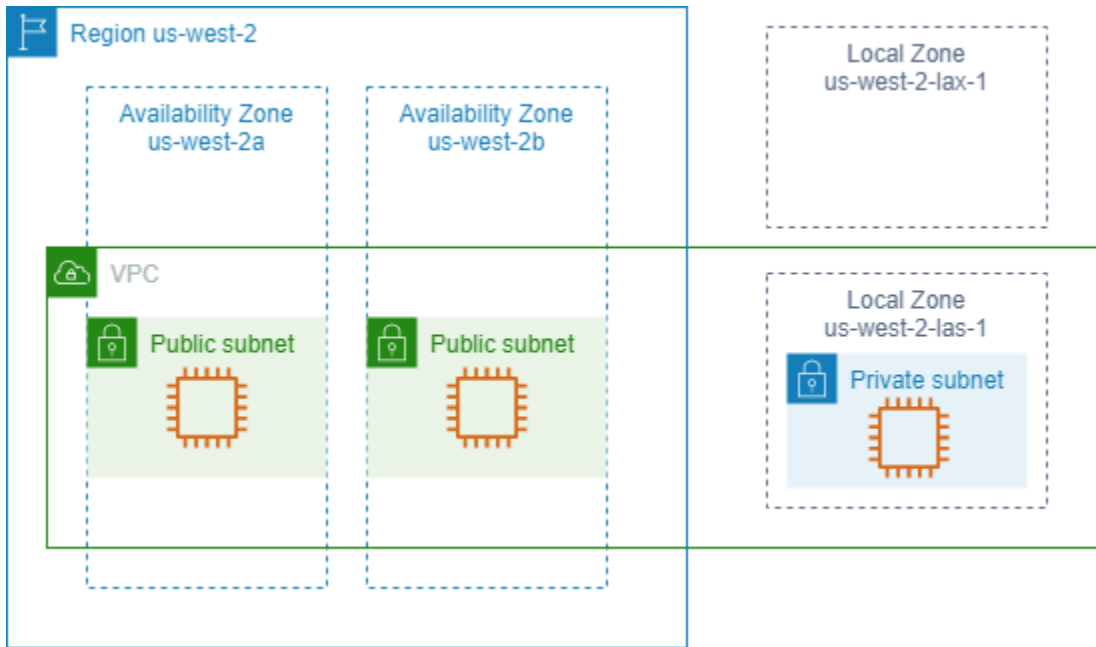 Region us-west-2
Availability Zone
us-west-2a
Availability Zone
us-west-2b
Local Zone
us-west-2-lax-1
VPC
Public subnet
Public subnet
Local Zone
us-west-2-las-1
Private subnet